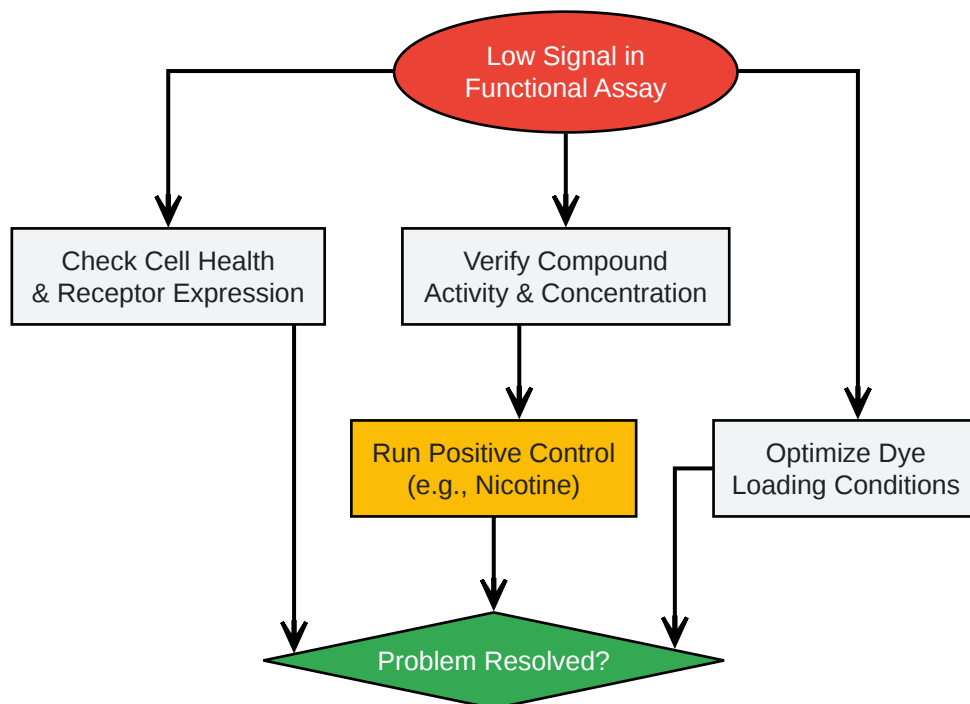 Low Signal in
Functional Assay
Check Cell Health
& Receptor Expression
Verify Compound
Activity & Concentration
Run Positive Control
(e.g., Nicotine)
Optimize Dye
Loading Conditions
Problem Resolved?